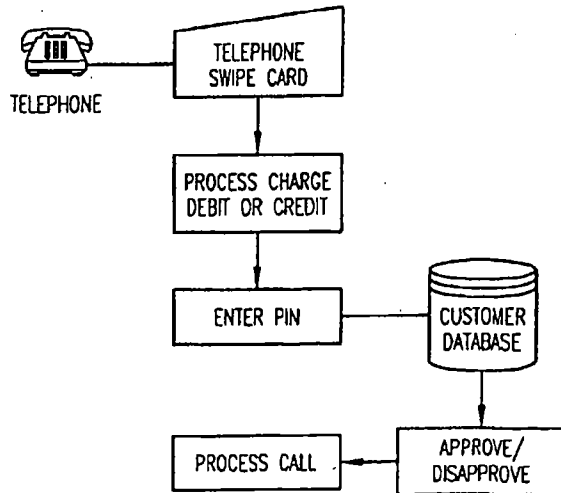 TELEPHONE
SWIPE CARD
TELEPHONE
PROCESS CHARGE
DEBIT OR CREDIT
ENTER PIN
CUSTOMER
DATABASE
PROCESS CALL
APPROVE/
DISAPPROVE